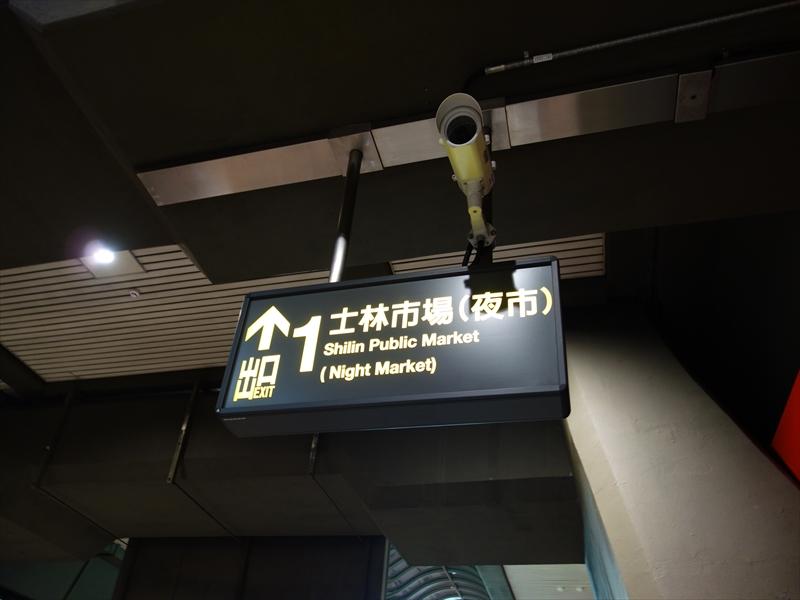 士林市場(夜市)
1
Shilin Public Market
(Night Market)
出口
EXIT